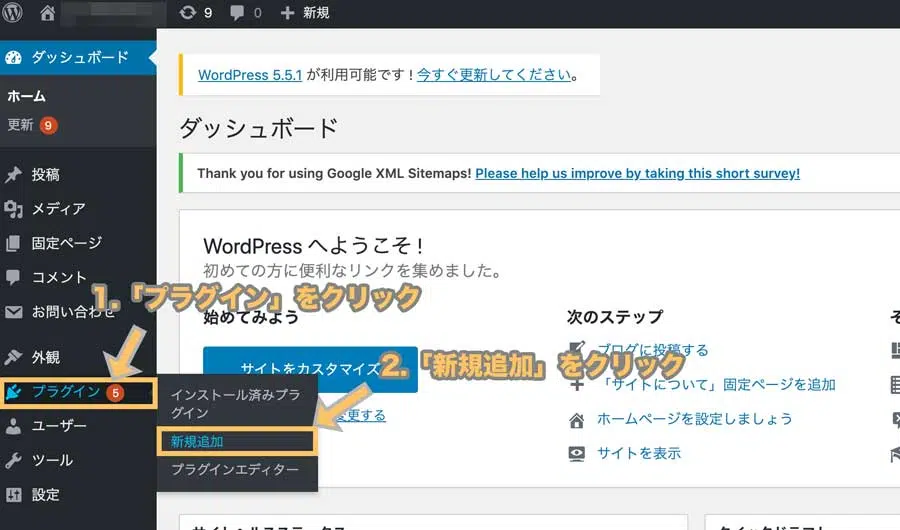 9 0 新規
ダッシュボード
ホーム
更新 9
投稿
メディア
固定ページ
コメント
お問い合わせ
外観
プラグイン 5
ユーザー
ツール
設定
インストール済みプラ
グイン
新規追加
プラグインエディター
1.「プラグイン」をクリック
2.「新規追加」をクリック
WordPress 5.5.1 が利用可能です ! 今すぐ更新してください。
ダッシュボード
Thank you for using Google XML Sitemaps! Please help us improve by taking this short survey!
WordPress へようこそ !
初めての方に便利なリンクを集めました。
始めてみよう
サイトをカスタマイズ
変更する
次のステップ
ブログに投稿する
「サイトについて」固定ページを追加
ホームページを設定しましょう
サイトを表示